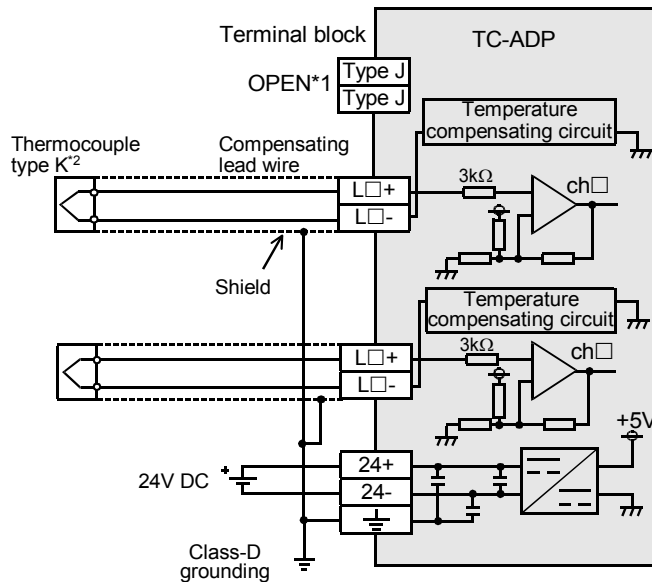 Terminal block
TC-ADP
OPEN*1
Type J
Type J
Temperature
compensating circuit
Thermocouple
type K*2
Compensating
lead wire
L□+
L□-
3kΩ
ch□
Shield
Temperature
compensating circuit
L□+
L□-
3kΩ
ch□
+5V
24V DC
+
24+
24-
Class-D
grounding